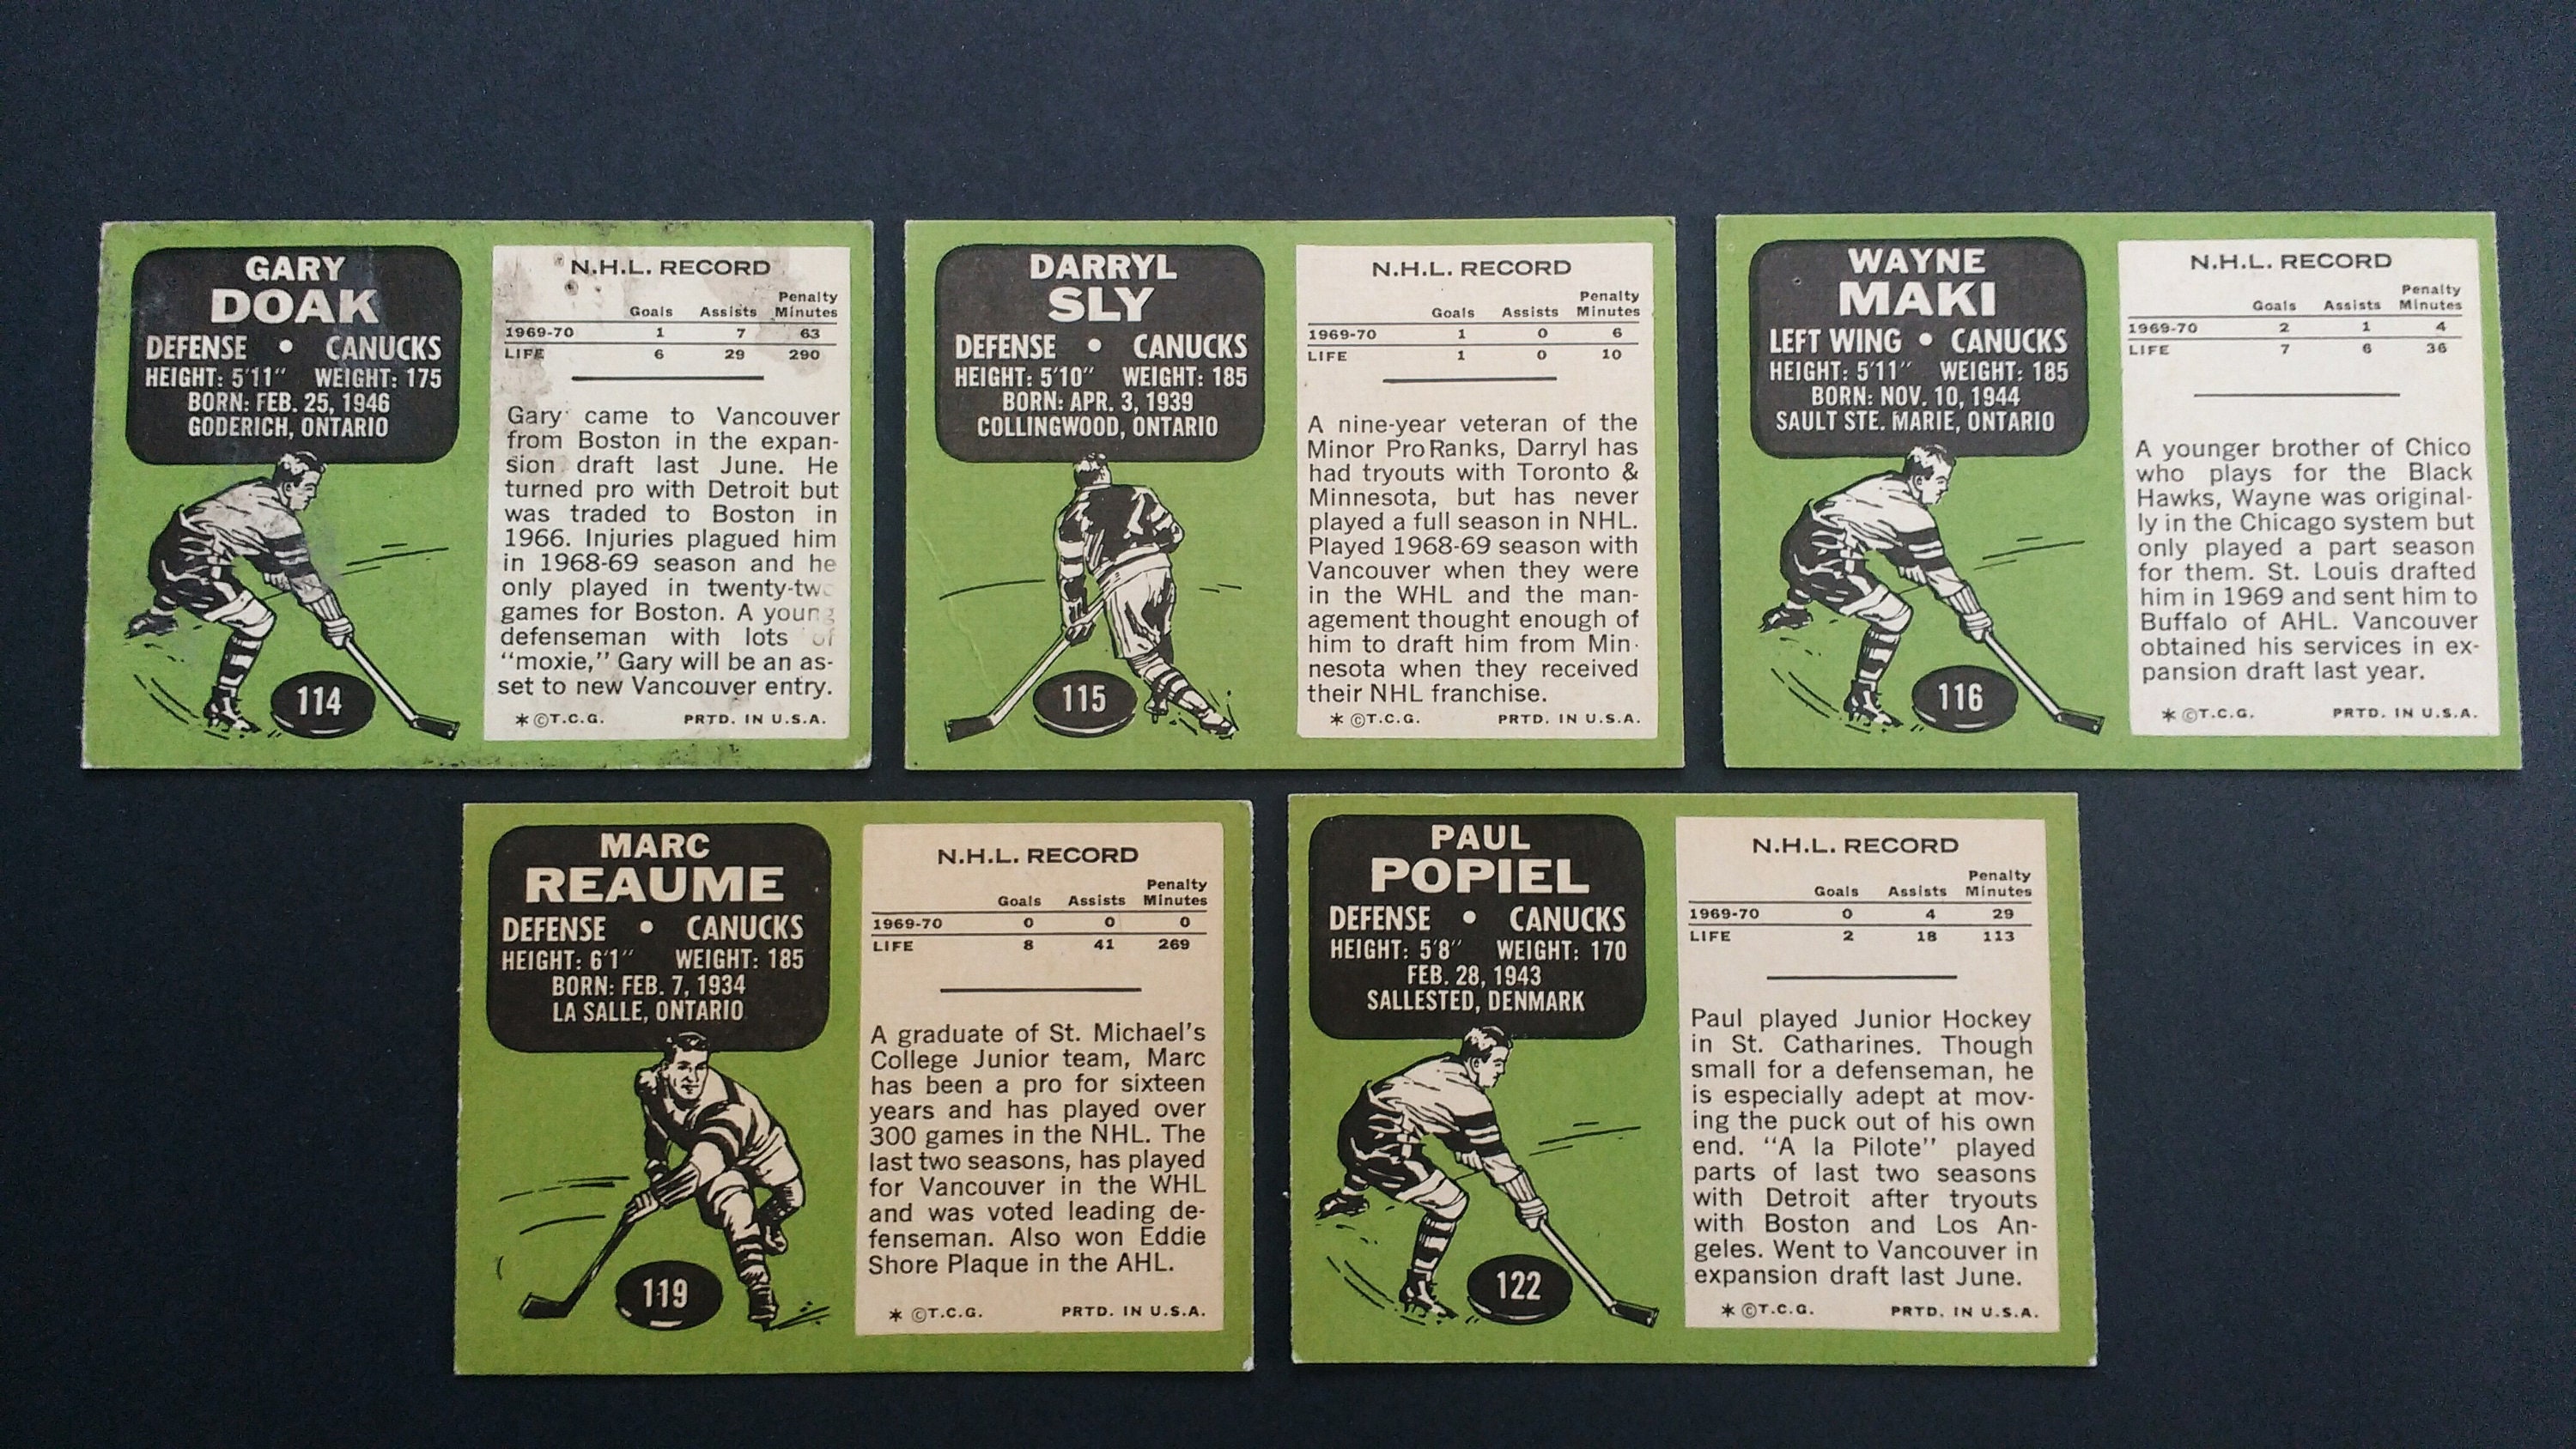 GARY
DOAK
DEFENSE • CANUCKS
HEIGHT: 5'11" WEIGHT: 175
BORN: FEB. 25, 1946
GODERICH, ONTARIO
114
N.H.L. RECORD
Goals Assists Penalty Minutes
1969-70 1 7 63
LIFE 6 29 290
Gary came to Vancouver
from Boston in the expan-
sion draft last June. He
turned pro with Detroit but
was traded to Boston in
1966. Injuries plagued him
in 1968-69 season and he
only played in twenty-two
games for Boston. A young
defenseman with lots of
"moxie," Gary will be an as-
set to new Vancouver entry.
* ©T.C.G. PRTD. IN U.S.A.
DARRYL
SLY
DEFENSE • CANUCKS
HEIGHT: 5'10" WEIGHT: 185
BORN: APR. 3, 1939
COLLINGWOOD, ONTARIO
115
N.H.L. RECORD
Goals Assists Penalty Minutes
1969-70 1 0 6
LIFE 1 0 10
A nine-year veteran of the
Minor Pro Ranks, Darryl has
had tryouts with Toronto &
Minnesota, but has never
played a full season in NHL.
Played 1968-69 season with
Vancouver when they were
in the WHL and the man-
agement thought enough of
him to draft him from Min-
nesota when they received
their NHL franchise.
* ©T.C.G. PRTD. IN U.S.A.
WAYNE
MAKI
LEFT WING • CANUCKS
HEIGHT: 5'11" WEIGHT: 185
BORN: NOV. 10, 1944
SAULT STE. MARIE, ONTARIO
116
N.H.L. RECORD
Goals Assists Penalty Minutes
1969-70 2 1 4
LIFE 7 6 36
A younger brother of Chico
who plays for the Black
Hawks, Wayne was original-
ly in the Chicago system but
only played a part season
for them. St. Louis drafted
him in 1969 and sent him to
Buffalo of AHL. Vancouver
obtained his services in ex-
pansion draft last year.
* ©T.C.G. PRTD. IN U.S.A.
MARC
REAUME
DEFENSE • CANUCKS
HEIGHT: 6'1" WEIGHT: 185
BORN: FEB. 7, 1934
LA SALLE, ONTARIO
119
N.H.L. RECORD
Goals Assists Penalty Minutes
1969-70 0 0 0
LIFE 8 41 269
A graduate of St. Michael's
College Junior team, Marc
has been a pro for sixteen
years and has played over
300 games in the NHL. The
last two seasons, has played
for Vancouver in the WHL
and was voted leading de-
fenseman. Also won Eddie
Shore Plaque in the AHL.
* ©T.C.G. PRTD. IN U.S.A.
PAUL
POPIEL
DEFENSE • CANUCKS
HEIGHT: 5'8" WEIGHT: 170
FEB. 28, 1943
SALLESTED, DENMARK
122
N.H.L. RECORD
Goals Assists Penalty Minutes
1969-70 0 4 29
LIFE 2 18 113
Paul played Junior Hockey
in St. Catharines. Though
small for a defenseman, he
is especially adept at mov-
ing the puck out of his own
end. "A la Pilote" played
parts of last two seasons
with Detroit after tryouts
with Boston and Los An-
geles. Went to Vancouver in
expansion draft last June.
* ©T.C.G. PRTD. IN U.S.A.